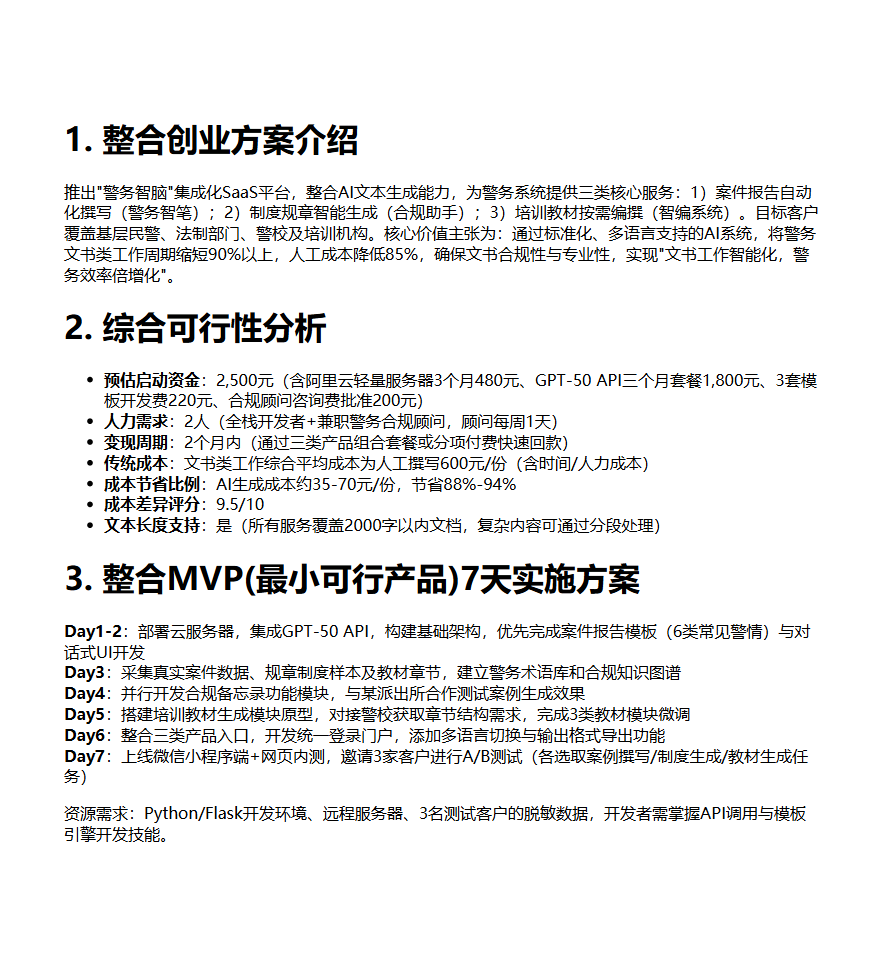 1. 整合创业方案介绍
推出"警务智脑"集成化SaaS平台，整合AI文本生成能力，为警务系统提供三类核心服务：1）案件报告自动
化撰写（警务智笔）；2）制度规章智能生成（合规助手）；3）培训教材按需编撰（智编系统）。目标客户
覆盖基层民警、法制部门、警校及培训机构。核心价值主张为：通过标准化、多语言支持的AI系统，将警务
文书类工作周期缩短90%以上，人工成本降低85%，确保文书合规性与专业性，实现"文书工作智能化，警
务效率倍增化"。
2. 综合可行性分析
• 预估启动资金：2,500元（含阿里云轻量服务器3个月480元、GPT-50 API三个月套餐1,800元、3套模
板开发费220元、合规顾问咨询费批准200元）
• 人力需求：2人（全栈开发者+兼职警务合规顾问，顾问每周1天）
• 变现周期：2个月内（通过三类产品组合套餐或分项付费快速回款）
• 传统成本：文书类工作综合平均成本为人工撰写600元/份（含时间/人力成本）
• 成本节省比例：AI生成成本约35-70元/份，节省88%-94%
• 成本差异评分：9.5/10
• 文本长度支持：是（所有服务覆盖2000字以内文档，复杂内容可通过分段处理）
3. 整合MVP(最小可行产品)7天实施方案
Day1-2：部署云服务器，集成GPT-50 API，构建基础架构，优先完成案件报告模板（6类常见警情）与对
话式UI开发
Day3：采集真实案件数据、规章制度样本及教材章节，建立警务术语库和合规知识图谱
Day4：并行开发合规备忘录功能模块，与某派出所合作测试案例生成效果
Day5：搭建培训教材生成模块原型，对接警校获取章节结构需求，完成3类教材模块微调
Day6：整合三类产品入口，开发统一登录门户，添加多语言切换与输出格式导出功能
Day7：上线微信小程序端+网页内测，邀请3家客户进行A/B测试（各选取案例撰写/制度生成/教材生成任
务）
资源需求：Python/Flask开发环境、远程服务器、3名测试客户的脱敏数据，开发者需掌握API调用与模板
引擎开发技能。